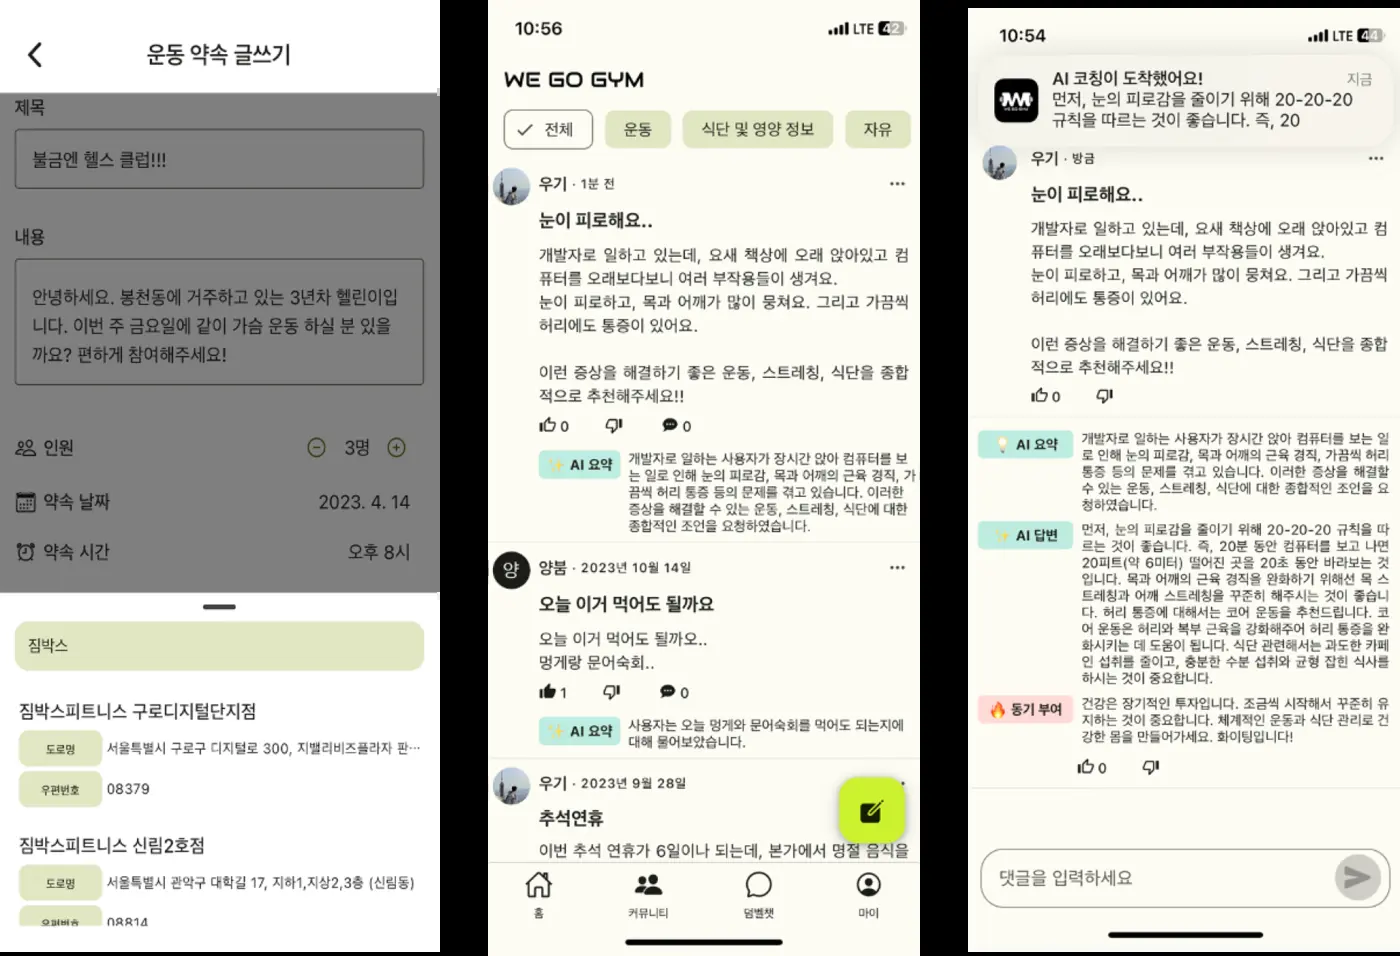 운동 약속 글쓰기
제목
불금엔 헬스 클럽!!!
내용
안녕하세요. 봉천동에 거주하고 있는 3년차 헬린이입
니다. 이번 주 금요일에 같이 가슴 운동 하실 분 있을
까요? 편하게 참여해주세요!
인원 3명
약속 날짜 2023. 4. 14
약속 시간 오후 8시
짐박스
짐박스피트니스 구로디지털단지점
도로명 서울특별시 구로구 디지털로 300, 지밸리비즈플라자 판…
우편번호 08379
짐박스피트니스 신림2호점
도로명 서울특별시 관악구 대학길 17, 지하1,지상2,3층 (신림동)
우편번호 08814
10:56 LTE 42
WE GO GYM
전체 운동 식단 및 영양 정보 자유
우기 · 1분 전
눈이 피로해요..
개발자로 일하고 있는데, 요새 책상에 오래 앉아있고 컴
퓨터를 오래보다보니 여러 부작용들이 생겨요.
눈이 피로하고, 목과 어깨가 많이 뭉쳐요. 그리고 가끔씩
허리에도 통증이 있어요.
이런 증상을 해결하기 좋은 운동, 스트레칭, 식단을 종합
적으로 추천해주세요!!
0 0
✨ AI 요약 개발자로 일하는 사용자가 장시간 앉아 컴퓨터를 보
는 일로 인해 눈의 피로감, 목과 어깨의 근육 경직, 가
끔씩 허리 통증 등의 문제를 겪고 있습니다. 이러한
증상을 해결할 수 있는 운동, 스트레칭, 식단에 대한
종합적인 조언을 요청하였습니다.
양 양붐 · 2023년 10월 14일
오늘 이거 먹어도 될까요
오늘 이거 먹어도 될까오..
멍게랑 문어숙회..
1 0
✨ AI 요약 사용자는 오늘 멍게와 문어숙회를 먹어도 되는지에
대해 물어보았습니다.
우기 · 2023년 9월 28일
추석연휴
이번 추석 연휴가 6일이나 되는데, 본가에서 명절 음식을
홈 커뮤니티 덤벨챗 마이
10:54 LTE 44
AI 코칭이 도착했어요! 지금
먼저, 눈의 피로감을 줄이기 위해 20-20-20
규칙을 따르는 것이 좋습니다. 즉, 20
우기 · 방금
눈이 피로해요..
개발자로 일하고 있는데, 요새 책상에 오래 앉아있고 컴
퓨터를 오래보다보니 여러 부작용들이 생겨요.
눈이 피로하고, 목과 어깨가 많이 뭉쳐요. 그리고 가끔씩
허리에도 통증이 있어요.
이런 증상을 해결하기 좋은 운동, 스트레칭, 식단을 종합
적으로 추천해주세요!!
0
💡 AI 요약 개발자로 일하는 사용자가 장시간 앉아 컴퓨터를 보는 일
로 인해 눈의 피로감, 목과 어깨의 근육 경직, 가끔씩 허리
통증 등의 문제를 겪고 있습니다. 이러한 증상을 해결할
수 있는 운동, 스트레칭, 식단에 대한 종합적인 조언을 요
청하였습니다.
✨ AI 답변 먼저, 눈의 피로감을 줄이기 위해 20-20-20 규칙을 따
르는 것이 좋습니다. 즉, 20분 동안 컴퓨터를 보고 나면
20피트(약 6미터) 떨어진 곳을 20초 동안 바라보는 것
입니다. 목과 어깨의 근육 경직을 완화하기 위해선 목 스
트레칭과 어깨 스트레칭을 꾸준히 해주시는 것이 좋습니
다. 허리 통증에 대해서는 코어 운동을 추천드립니다. 코
어 운동은 허리와 복부 근육을 강화해주어 허리 통증을 완
화시키는 데 도움이 됩니다. 식단 관련해서는 과도한 카페
인 섭취를 줄이고, 충분한 수분 섭취와 균형 잡힌 식사를
하시는 것이 중요합니다.
🔥 동기 부여 건강은 장기적인 투자입니다. 조금씩 시작해서 꾸준히 유
지하는 것이 중요합니다. 체계적인 운동과 식단 관리로 건
강한 몸을 만들어가세요. 화이팅입니다!
0
댓글을 입력하세요